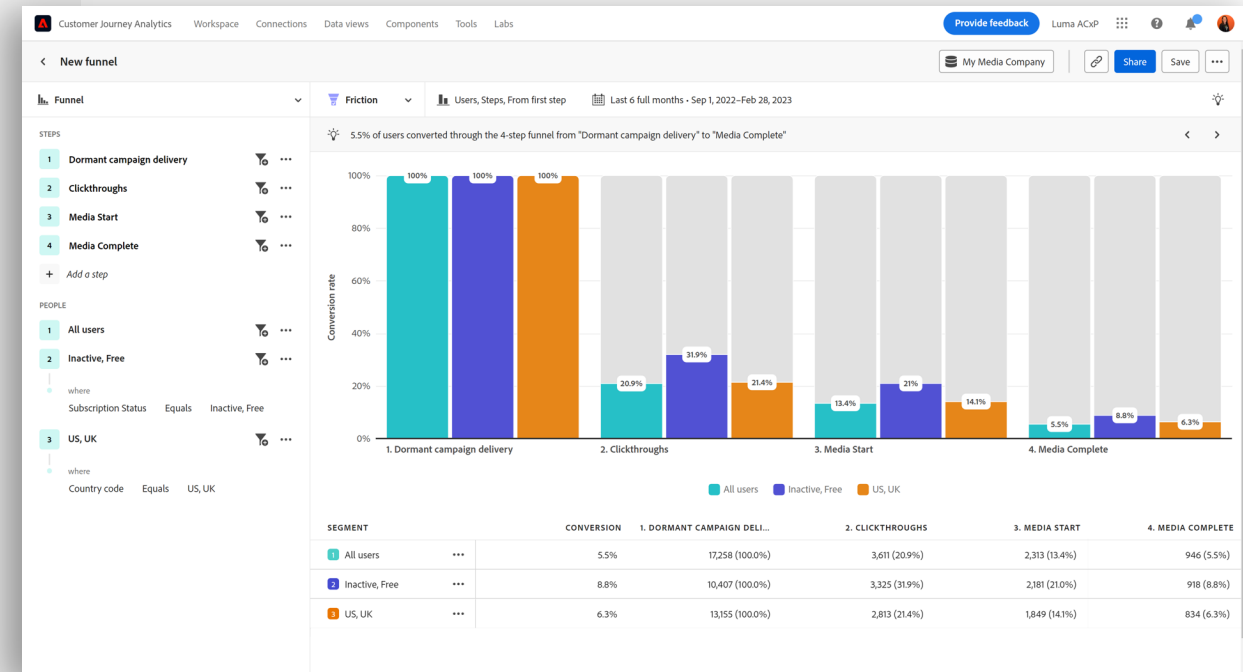 Customer Journey Analytics Workspace Connections Data views Components Tools Labs Provide feedback Luma ACxP
New funnel My Media Company Share Save
Funnel Friction Users, Steps, From first step Last 6 full months • Sep 1, 2022–Feb 28, 2023
5.5% of users converted through the 4-step funnel from "Dormant campaign delivery" to "Media Complete"
STEPS
1 Dormant campaign delivery
2 Clickthroughs
3 Media Start
4 Media Complete
+ Add a step
PEOPLE
1 All users
2 Inactive, Free
where
Subscription Status Equals Inactive, Free
3 US, UK
where
Country code Equals US, UK
Conversion rate
100%
80%
60%
40%
20%
0%
100% 100% 100%
20.9% 31.9% 21.4%
13.4% 21% 14.1%
5.5% 8.8% 6.3%
1. Dormant campaign delivery 2. Clickthroughs 3. Media Start 4. Media Complete
All users Inactive, Free US, UK
SEGMENT CONVERSION 1. DORMANT CAMPAIGN DELI... 2. CLICKTHROUGHS 3. MEDIA START 4. MEDIA COMPLETE
1 All users 5.5% 17,258 (100.0%) 3,611 (20.9%) 2,313 (13.4%) 946 (5.5%)
2 Inactive, Free 8.8% 10,407 (100.0%) 3,325 (31.9%) 2,181 (21.0%) 918 (8.8%)
3 US, UK 6.3% 13,155 (100.0%) 2,813 (21.4%) 1,849 (14.1%) 834 (6.3%)